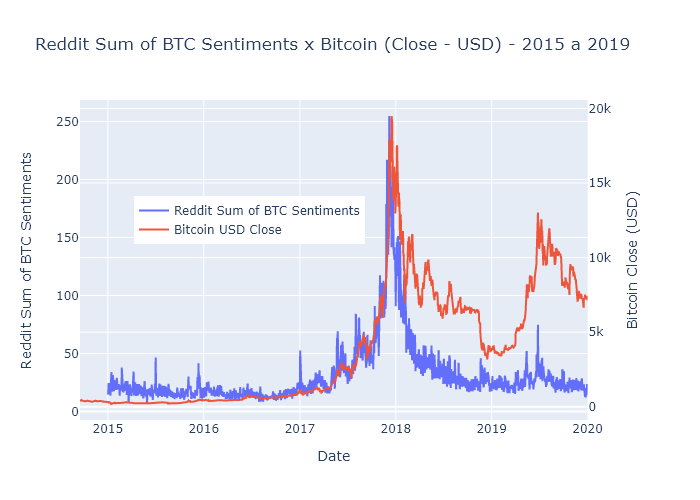 Reddit Sum of BTC Sentiments x Bitcoin (Close - USD) - 2015 a 2019
Reddit Sum of BTC Sentiments
250
200
150
100
50
0
Reddit Sum of BTC Sentiments
Bitcoin USD Close
20k
15k
10k
5k
0
Bitcoin Close (USD)
2015
2016
2017
2018
2019
2020
Date